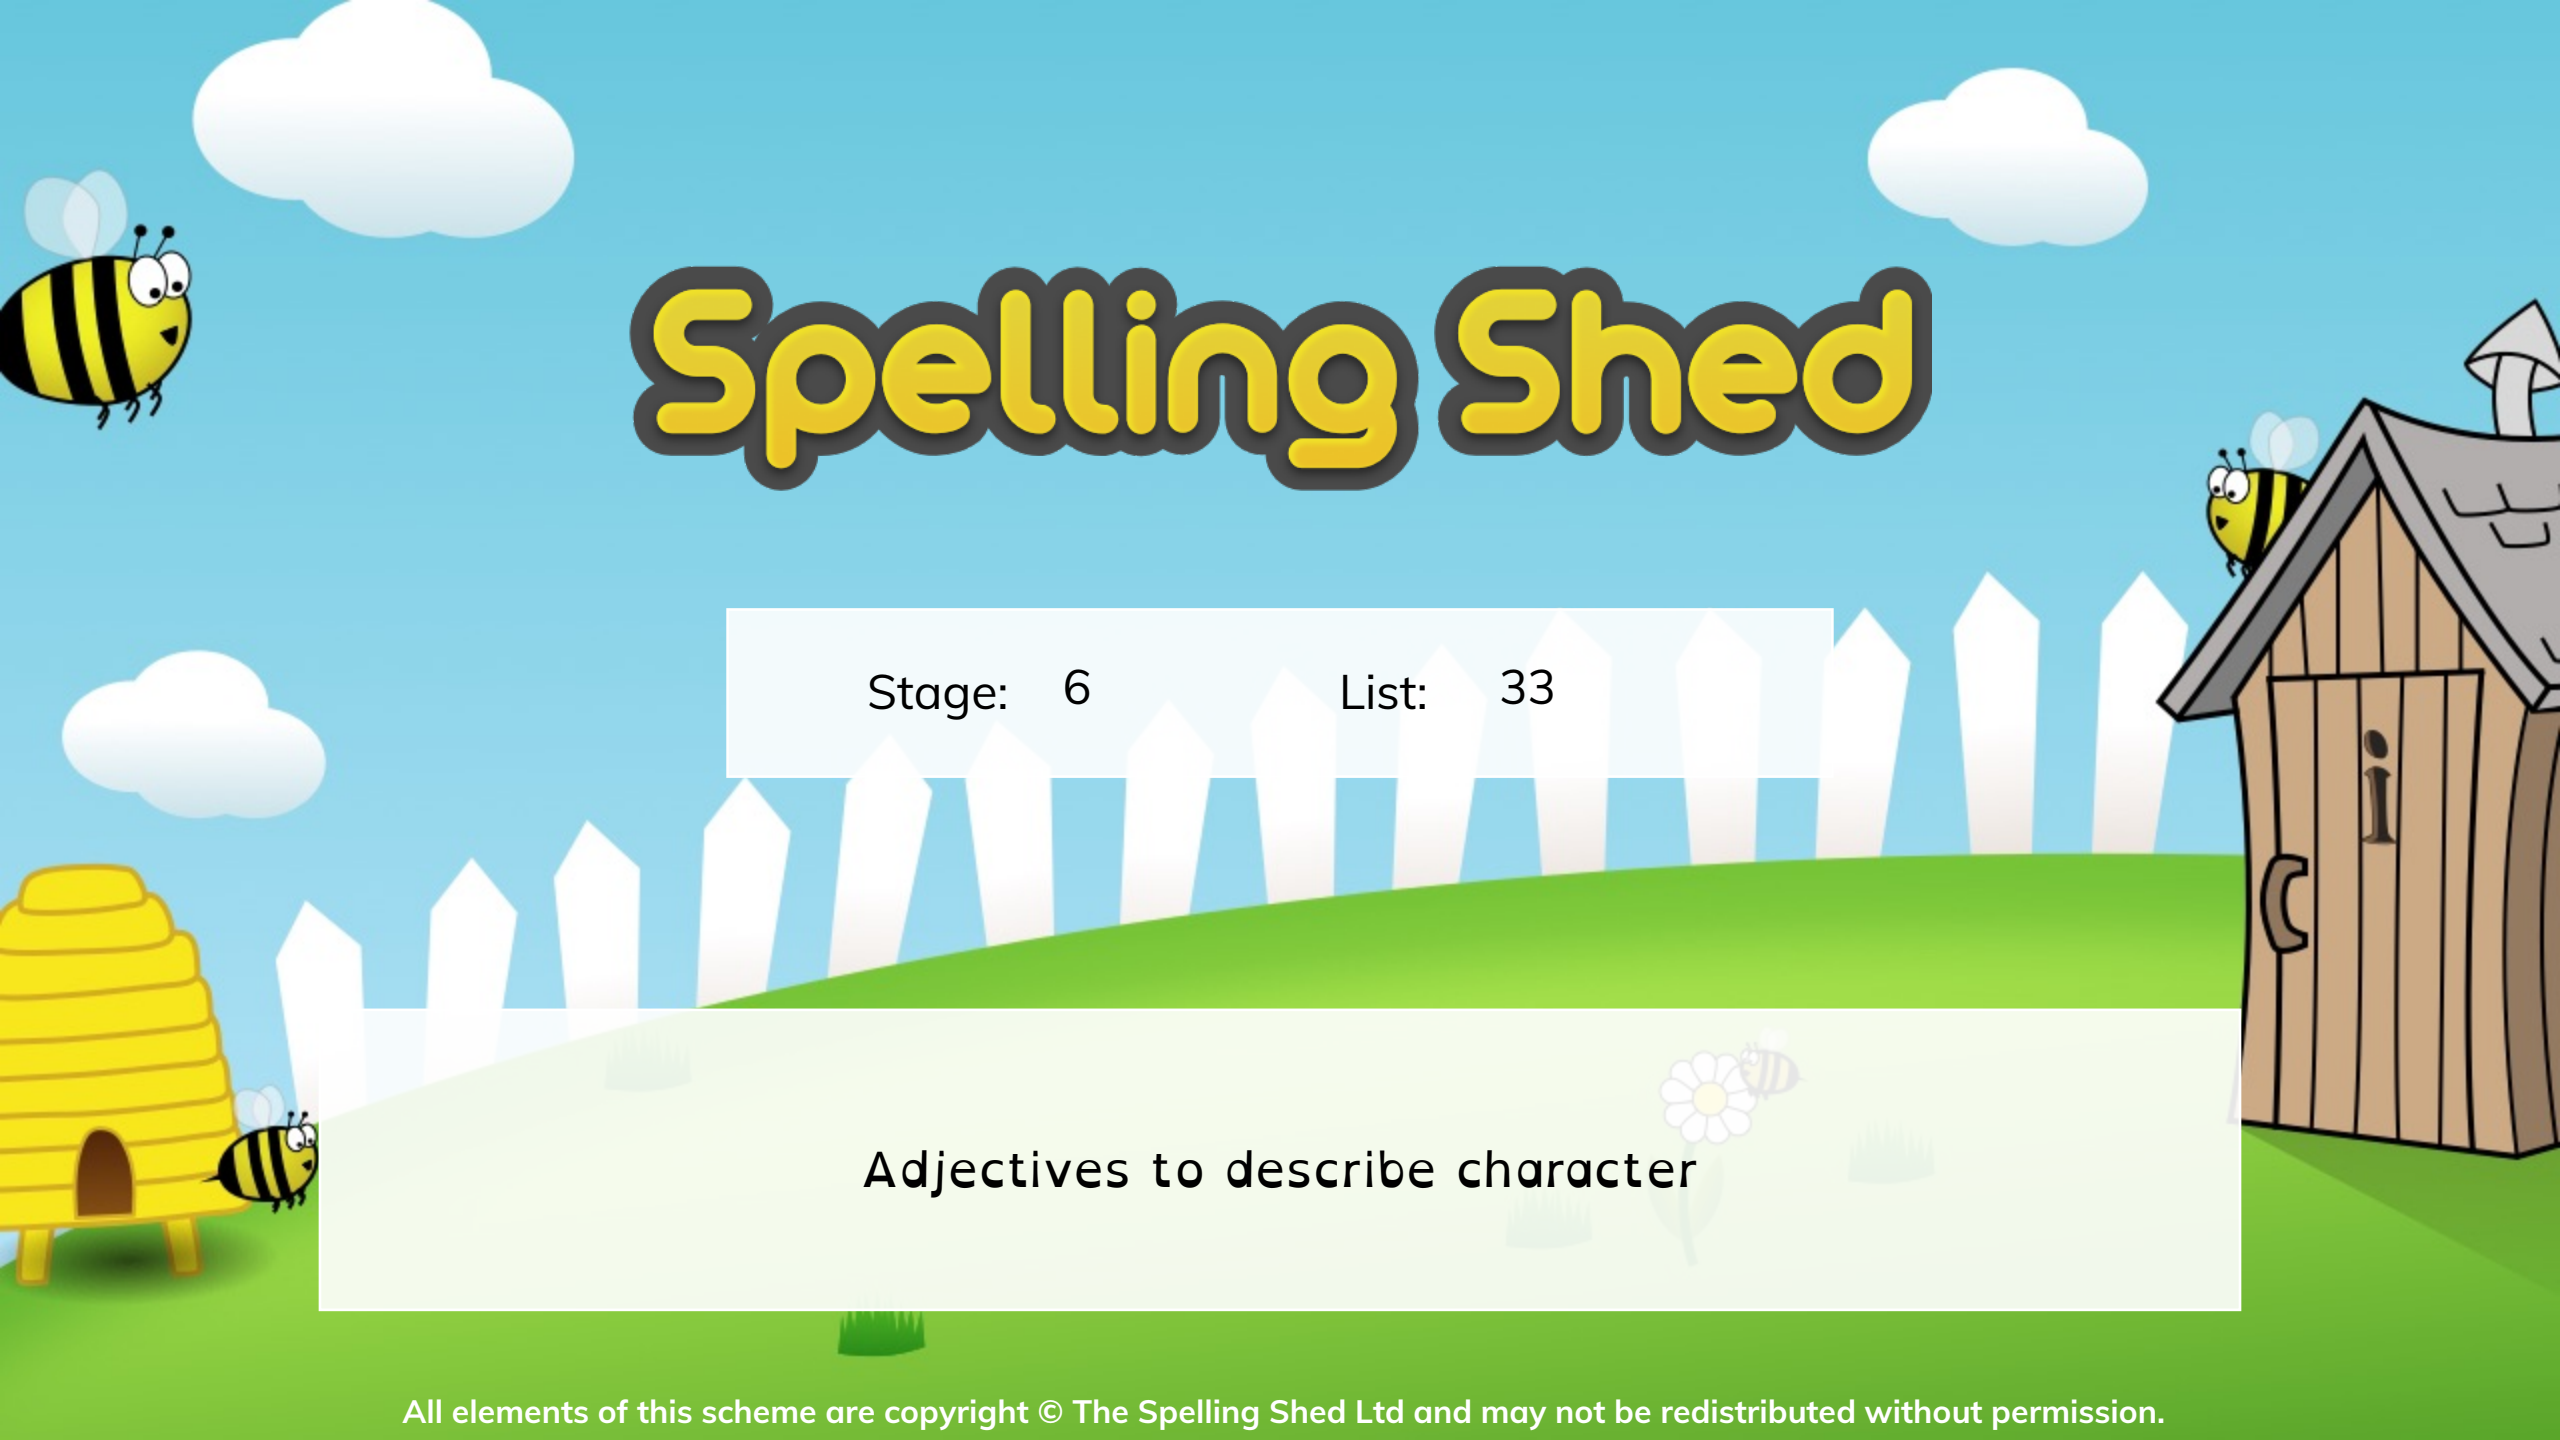 Spelling Shed
Stage: 6 List: 33
Adjectives to describe character
All elements of this scheme are copyright © The Spelling Shed Ltd and may not be redistributed without permission.